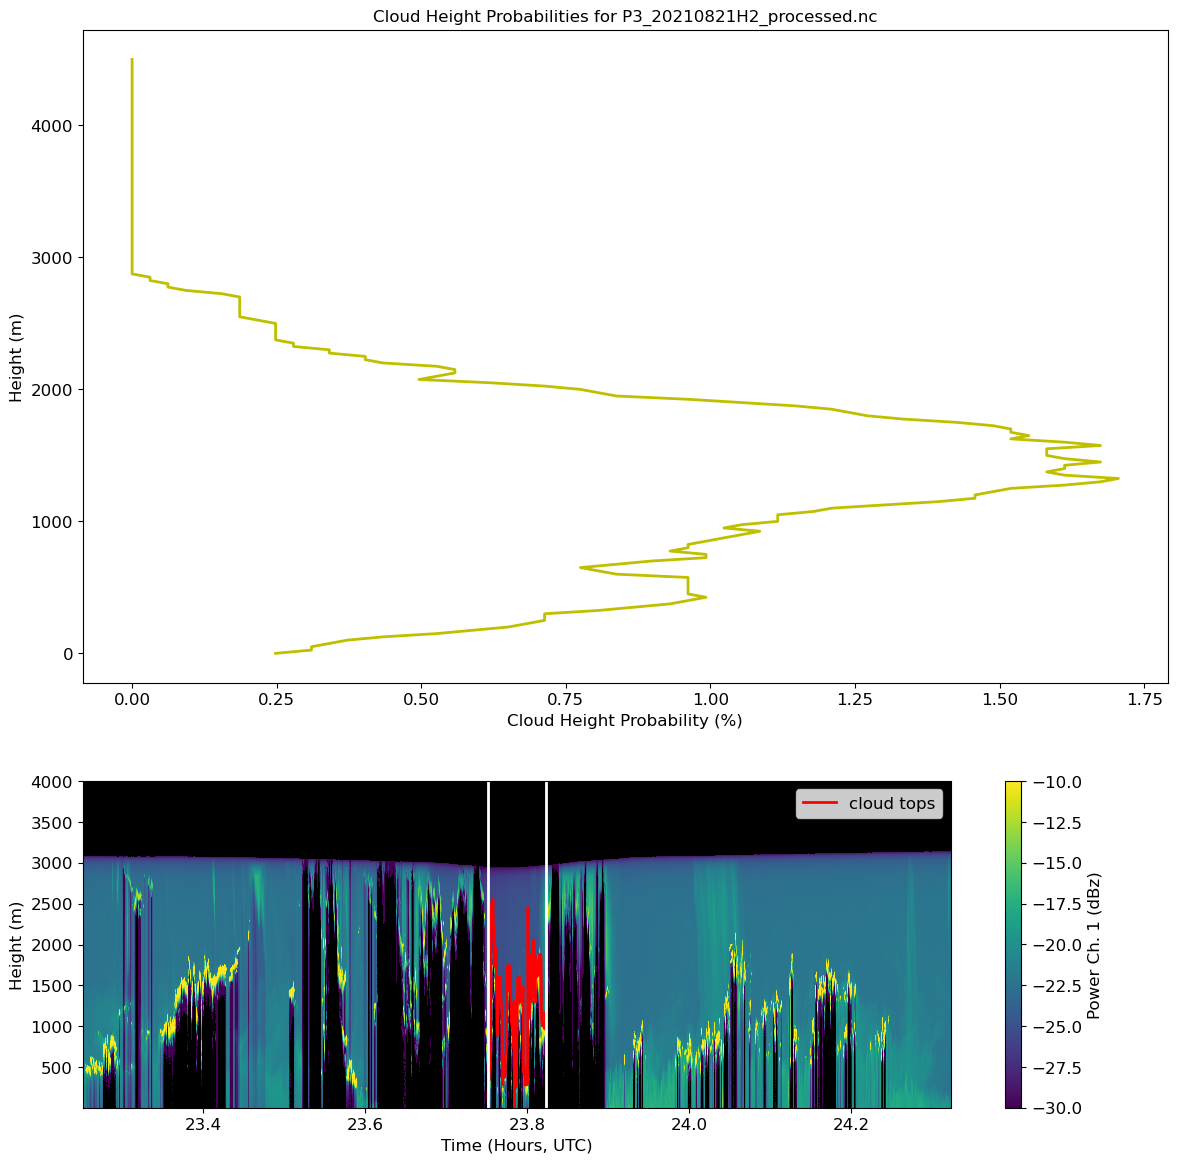 Cloud Height Probabilities for P3_20210821H2_processed.nc
Height (m)
4000
3000
2000
1000
0
0.00 0.25 0.50 0.75 1.00 1.25 1.50 1.75
Cloud Height Probability (%)
Height (m)
4000
3500
3000
2500
2000
1500
1000
500
cloud tops
23.4 23.6 23.8 24.0 24.2
Time (Hours, UTC)
−10.0
−12.5
−15.0
−17.5
−20.0
−22.5
−25.0
−27.5
−30.0
Power Ch. 1 (dBz)